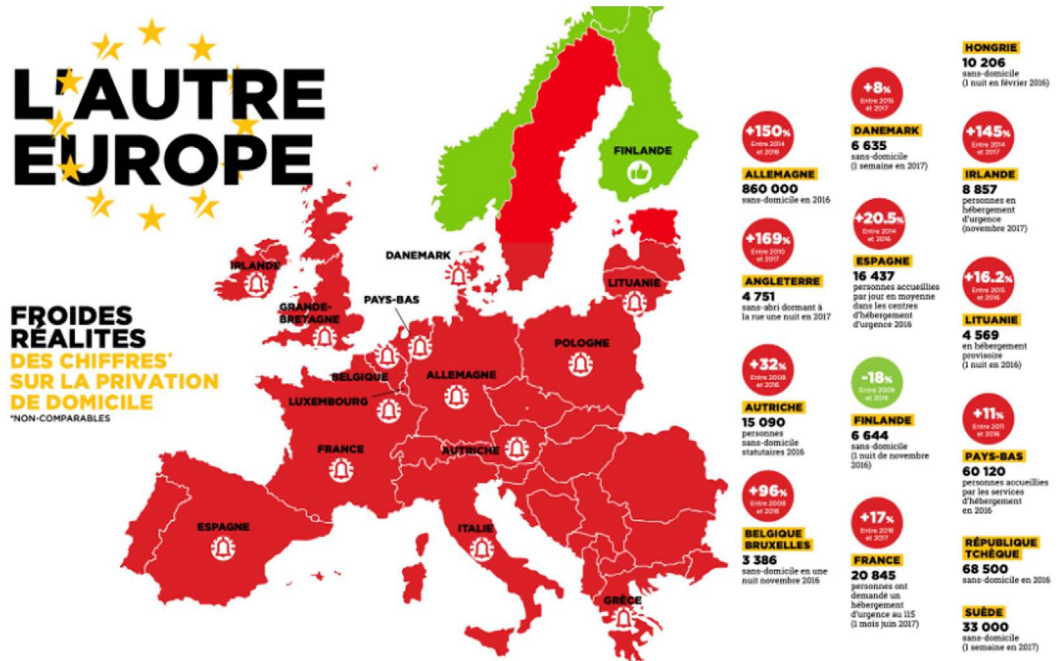 L'AUTRE
EUROPE
FROIDES
RÉALITES
DES CHIFFRES*
SUR LA PRIVATION
DE DOMICILE
*NON-COMPARABLES
FINLANDE
DANEMARK
IRLANDE
LITUANIE
PAYS-BAS
GRANDE-
BRETAGNE
POLOGNE
BELGIQUE
ALLEMAGNE
LUXEMBOURG
FRANCE
AUTRICHE
ESPAGNE
ITALIE
GRÈCE
+150%
Entre 2014
et 2016
ALLEMAGNE
860 000
sans-domicile en 2016
+169%
Entre 2010
et 2017
ANGLETERRE
4 751
sans-abri dormant à
la rue une nuit en 2017
+32%
Entre 2008
et 2016
AUTRICHE
15 090
personnes
sans-domicile
statutaires 2016
+96%
Entre 2008
et 2016
BELGIQUE
BRUXELLES
3 386
sans-domicile en une
nuit novembre 2016
+8%
Entre 2015
et 2017
DANEMARK
6 635
sans-domicile
(1 semaine en 2017)
+20.5%
Entre 2014
et 2016
ESPAGNE
16 437
personnes accueillies
par jour en moyenne
dans les centres
d'hébergement
d'urgence 2016
-18%
Entre 2009
et 2016
FINLANDE
6 644
sans-domicile
(1 nuit de novembre
2016)
+17%
Entre 2016
et 2017
FRANCE
20 845
personnes ont
demandé un
hébergement
d'urgence au 115
(1 mois juin 2017)
HONGRIE
10 206
sans-domicile
(1 nuit en février 2016)
+145%
Entre 2014
et 2017
IRLANDE
8 857
personnes en
hébergement
d'urgence
(novembre 2017)
+16.2%
Entre 2015
et 2016
LITUANIE
4 569
en hébergement
provisoire
(1 nuit en 2016)
+11%
Entre 2011
et 2016
PAYS-BAS
60 120
personnes accueillies
par les services
d'hébergement
en 2016
RÉPUBLIQUE
TCHÈQUE
68 500
sans-domicile en 2016
SUÈDE
33 000
sans-domicile
(1 semaine en 2017)